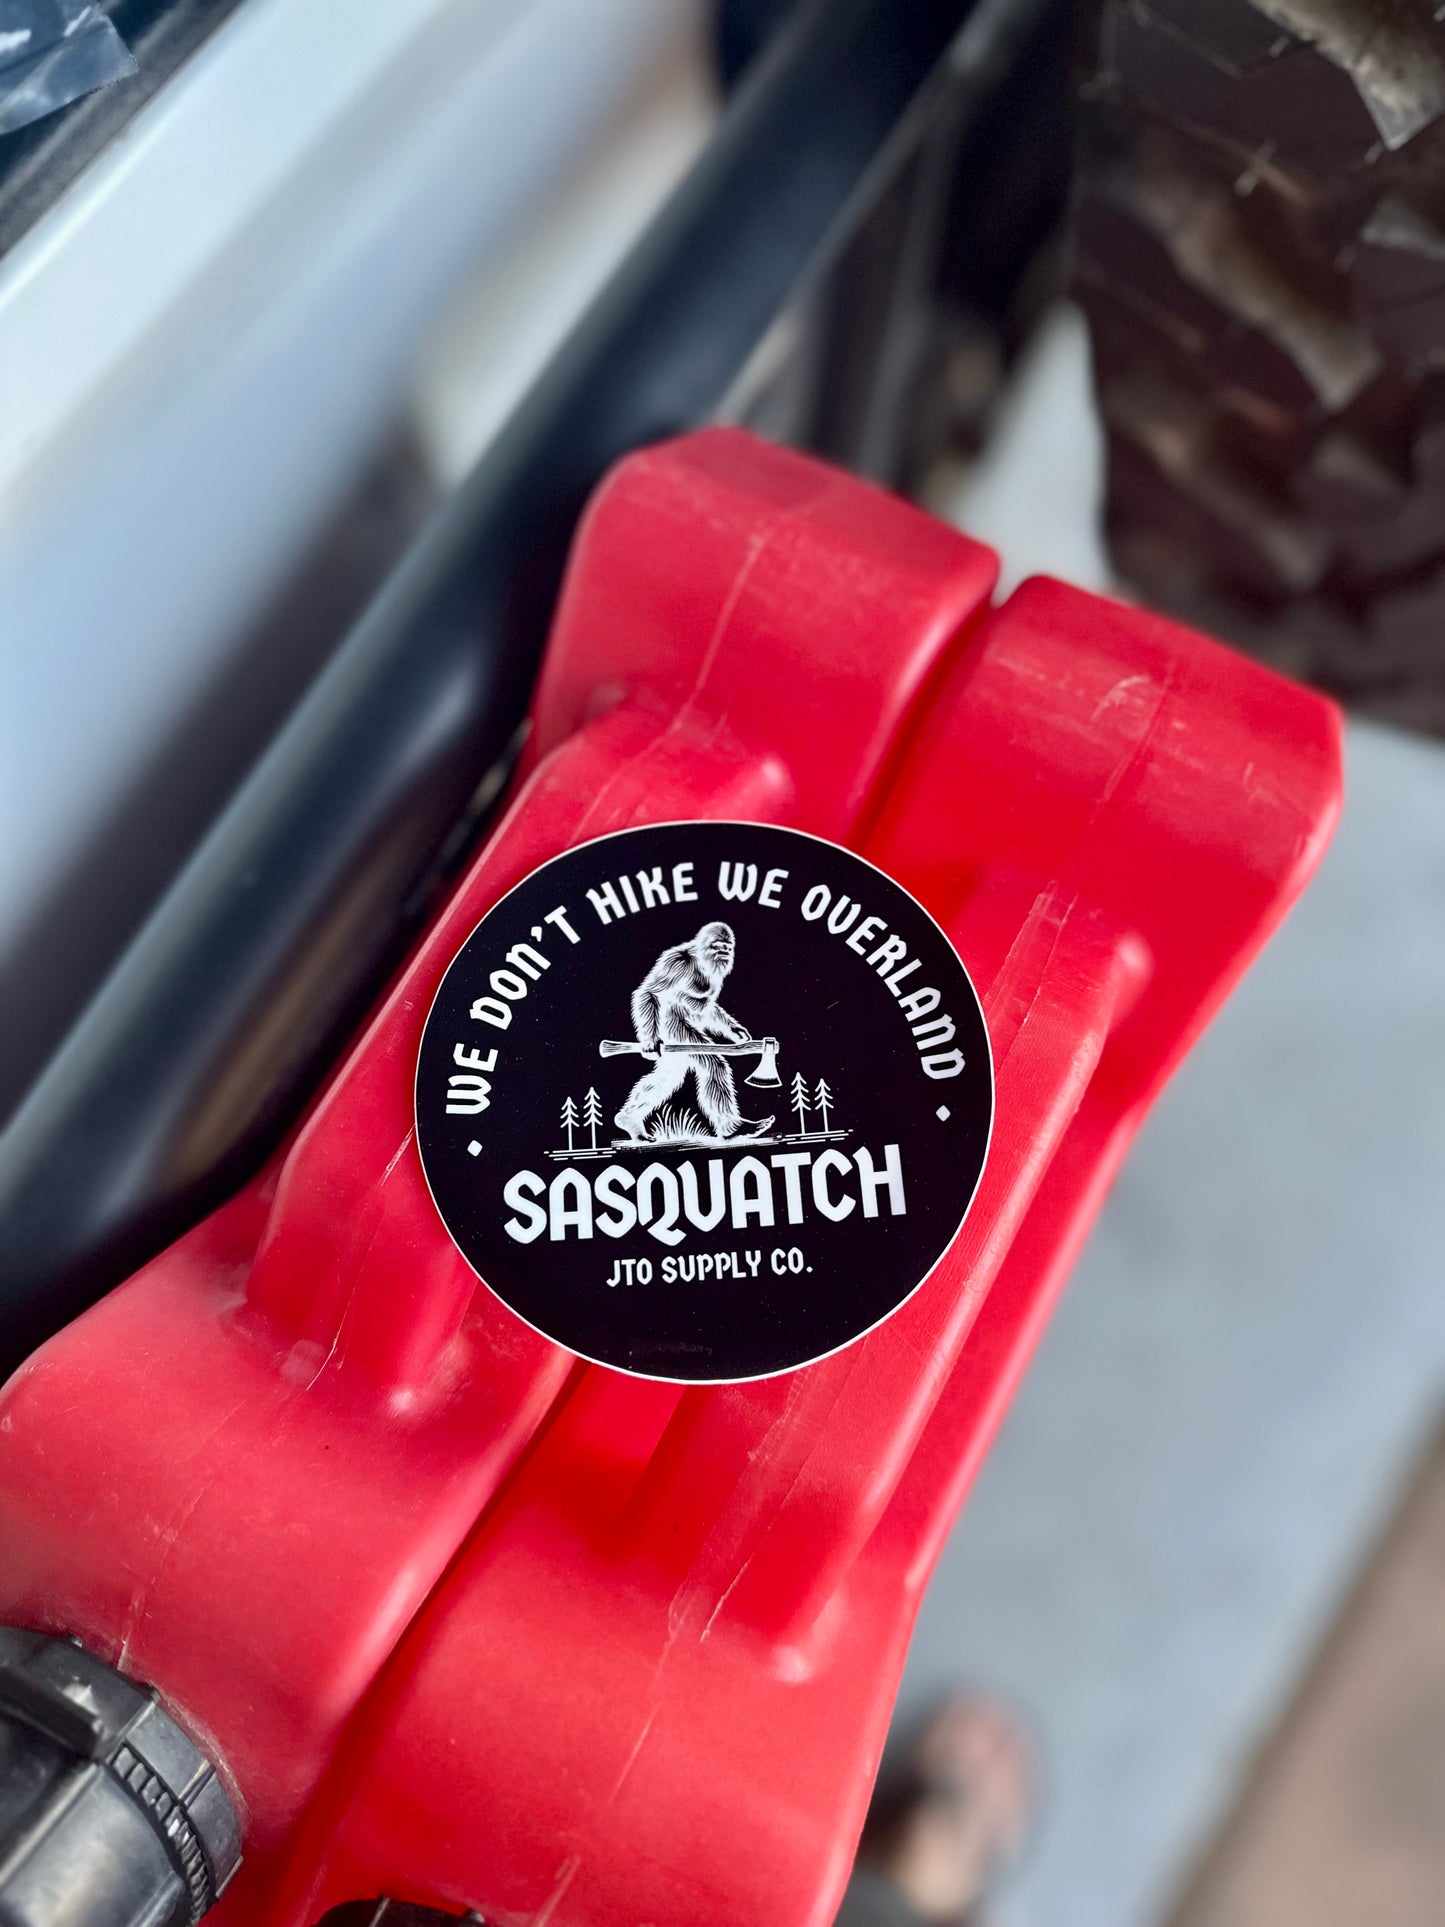 WE DON'T HIKE WE OVERLAND
SASQUATCH
JTO SUPPLY CO.